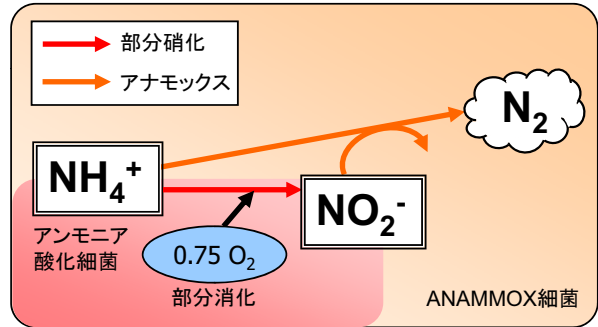 部分硝化
アナモックス
N₂
NH₄⁺
NO₂⁻
アンモニア
酸化細菌
0.75 O₂
部分消化
ANAMMOX細菌